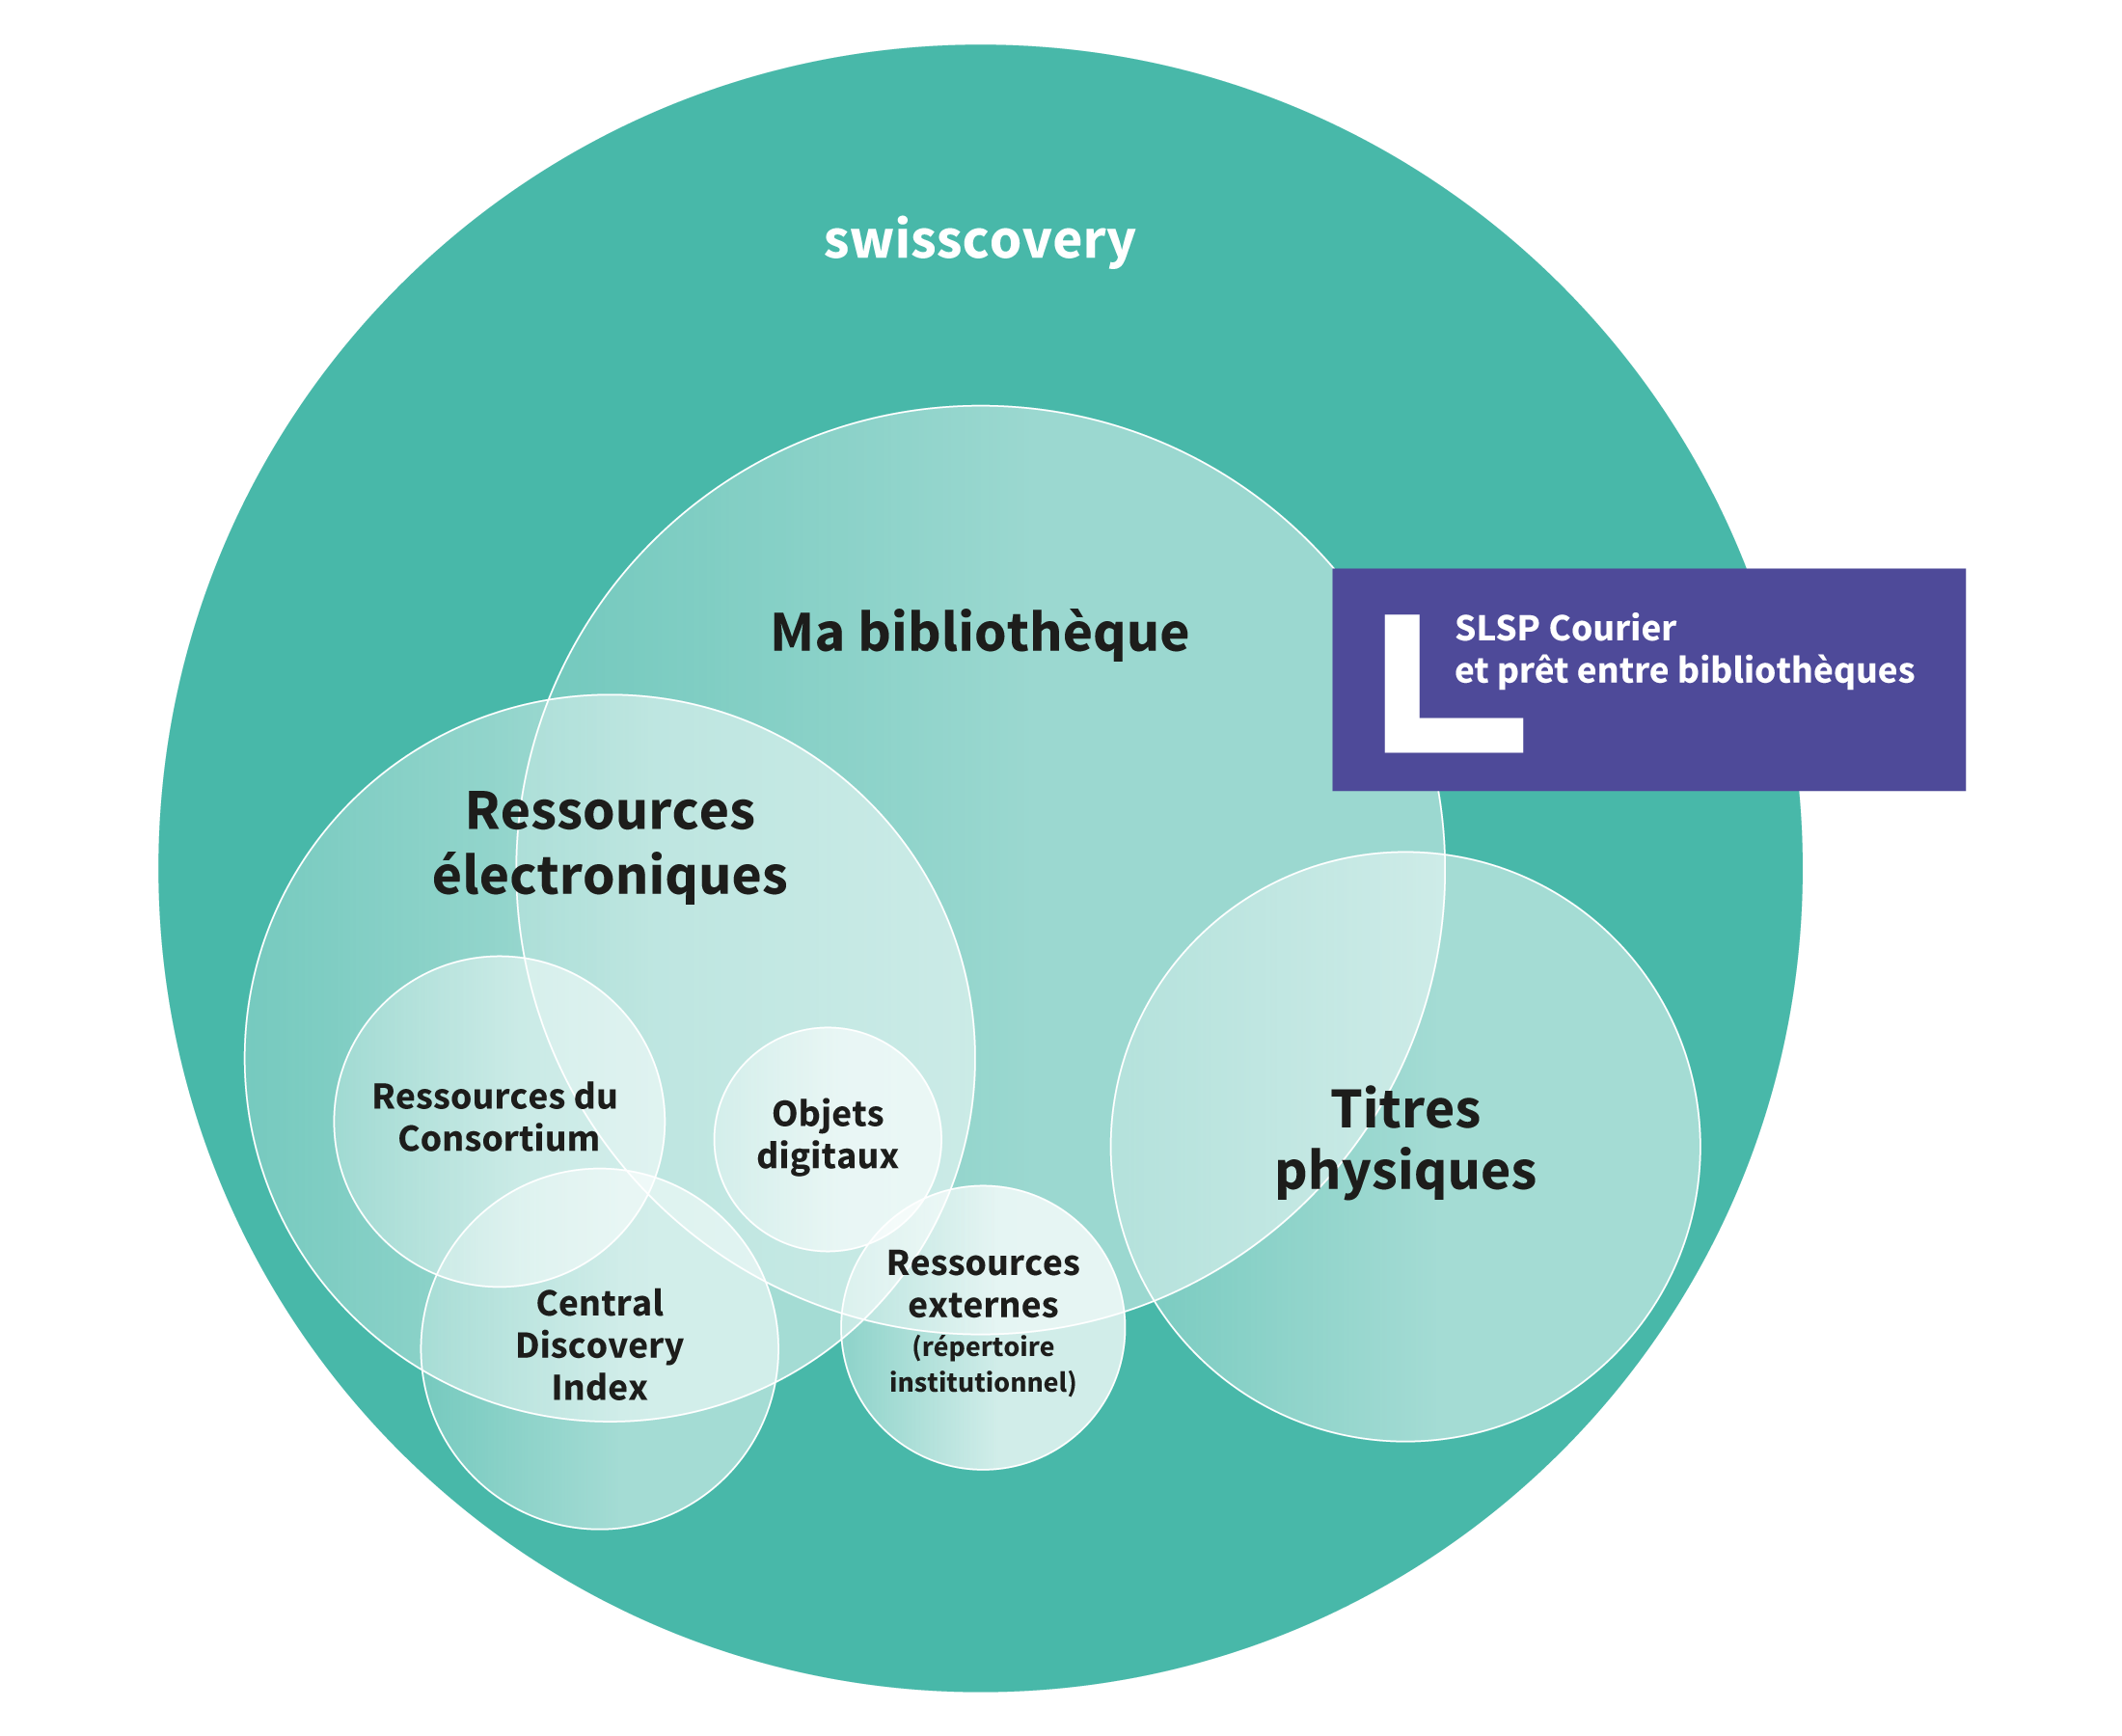 swisscovery
Ma bibliothèque
SLSP Courier
et prêt entre bibliothèques
Ressources
électroniques
Ressources du
Consortium
Objets
digitaux
Titres
physiques
Central
Discovery
Index
Ressources
externes
(répertoire
institutionnel)